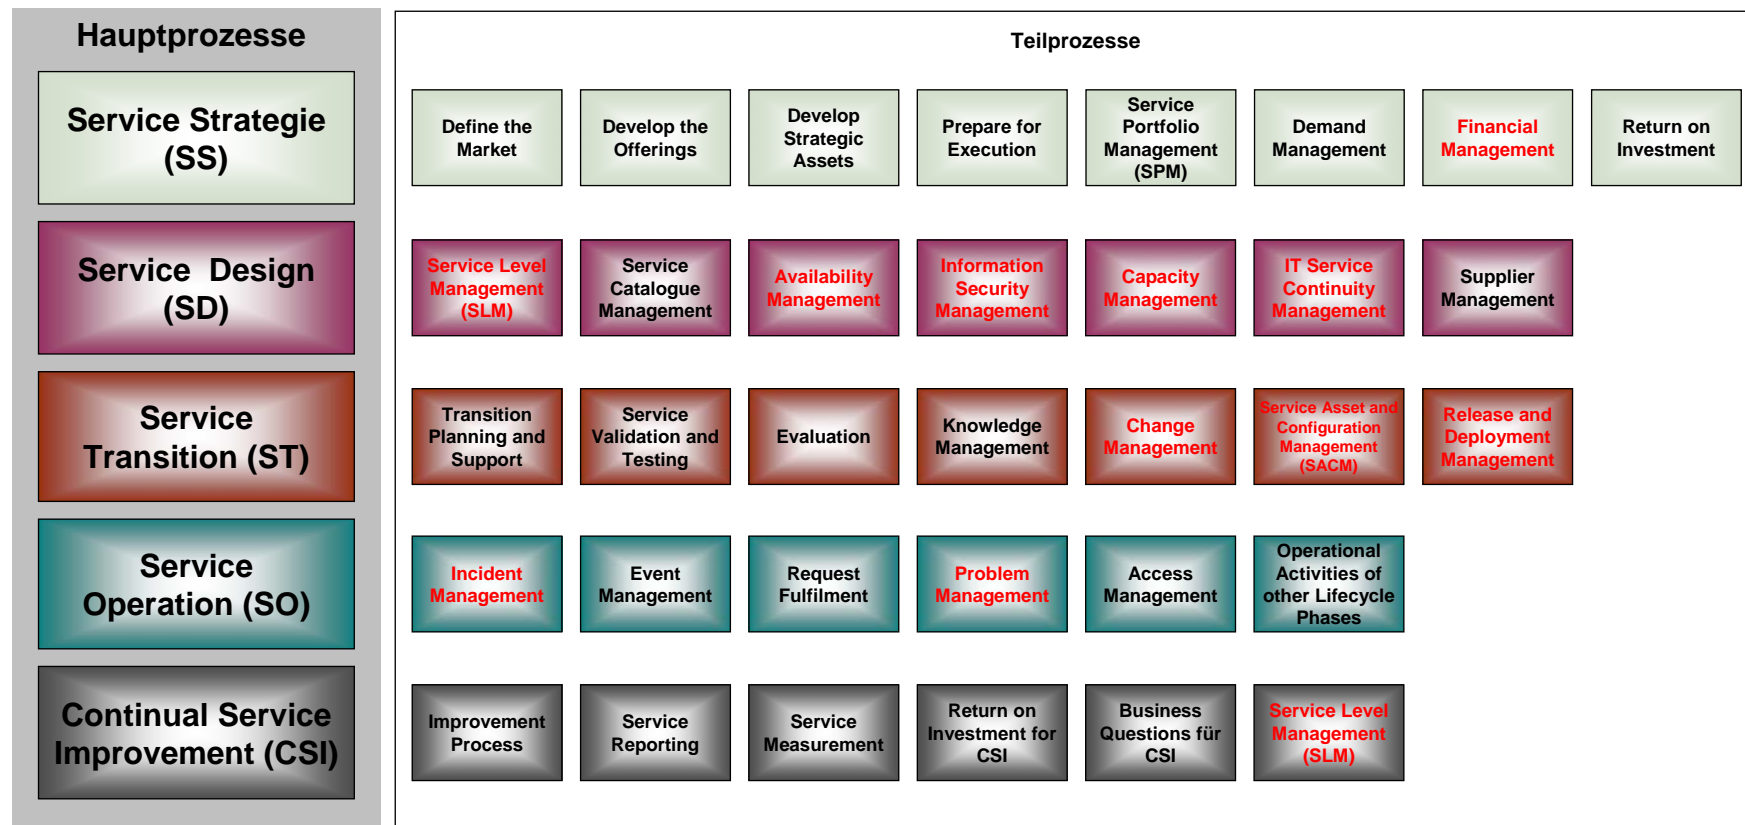 Hauptprozesse
Teilprozesse
Service Strategie
(SS)
Define the
Market
Develop the
Offerings
Develop
Strategic
Assets
Prepare for
Execution
Service
Portfolio
Management
(SPM)
Demand
Management
Financial
Management
Return on
Investment
Service Design
(SD)
Service Level
Management
(SLM)
Service
Catalogue
Management
Availability
Management
Information
Security
Management
Capacity
Management
IT Service
Continuity
Management
Supplier
Management
Service
Transition (ST)
Transition
Planning and
Support
Service
Validation and
Testing
Evaluation
Knowledge
Management
Change
Management
Service Asset and
Configuration
Management
(SACM)
Release and
Deployment
Management
Service
Operation (SO)
Incident
Management
Event
Management
Request
Fulfilment
Problem
Management
Access
Management
Operational
Activities of
other Lifecycle
Phases
Continual Service
Improvement (CSI)
Improvement
Process
Service
Reporting
Service
Measurement
Return on
Investment for
CSI
Business
Questions für
CSI
Service Level
Management
(SLM)